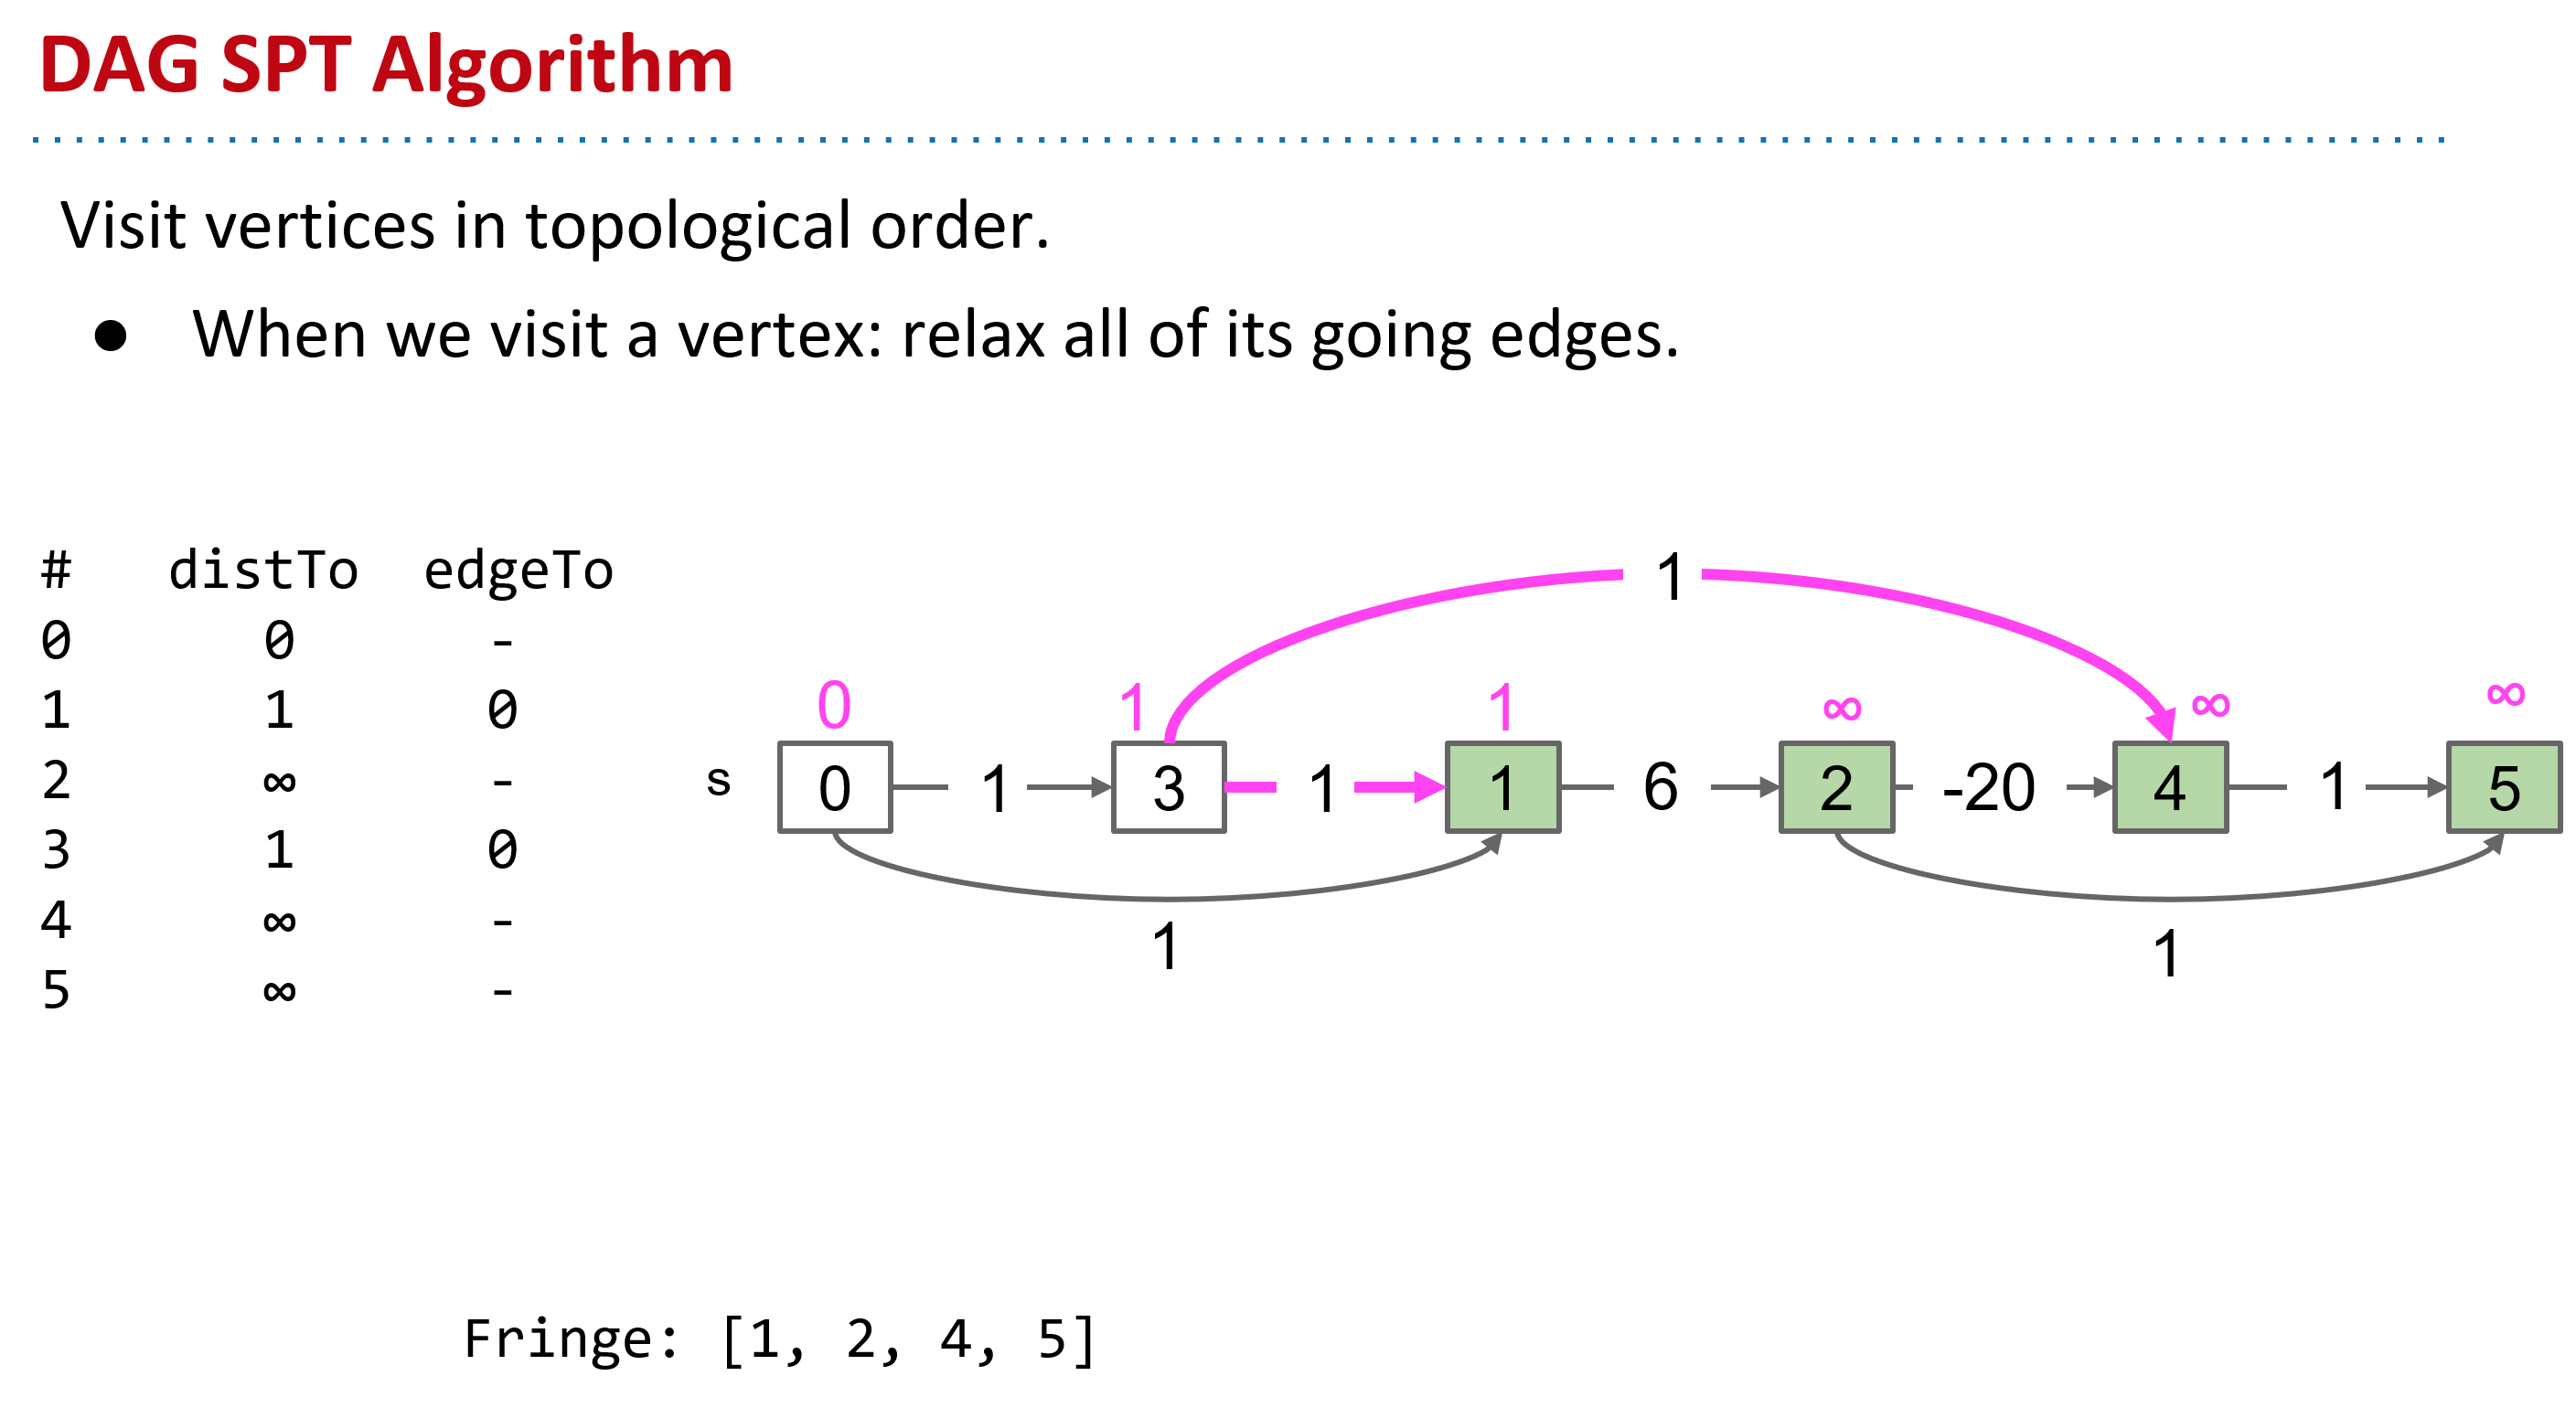 DAG SPT Algorithm
Visit vertices in topological order.
● When we visit a vertex: relax all of its going edges.
# distTo edgeTo
0 0 -
1 1 0
2 ∞ -
3 1 0
4 ∞ -
5 ∞ -
1
0 1 1 ∞ ∞ ∞
s 0 1 3 1 1 6 2 -20 4 1 5
1 1
Fringe: [1, 2, 4, 5]